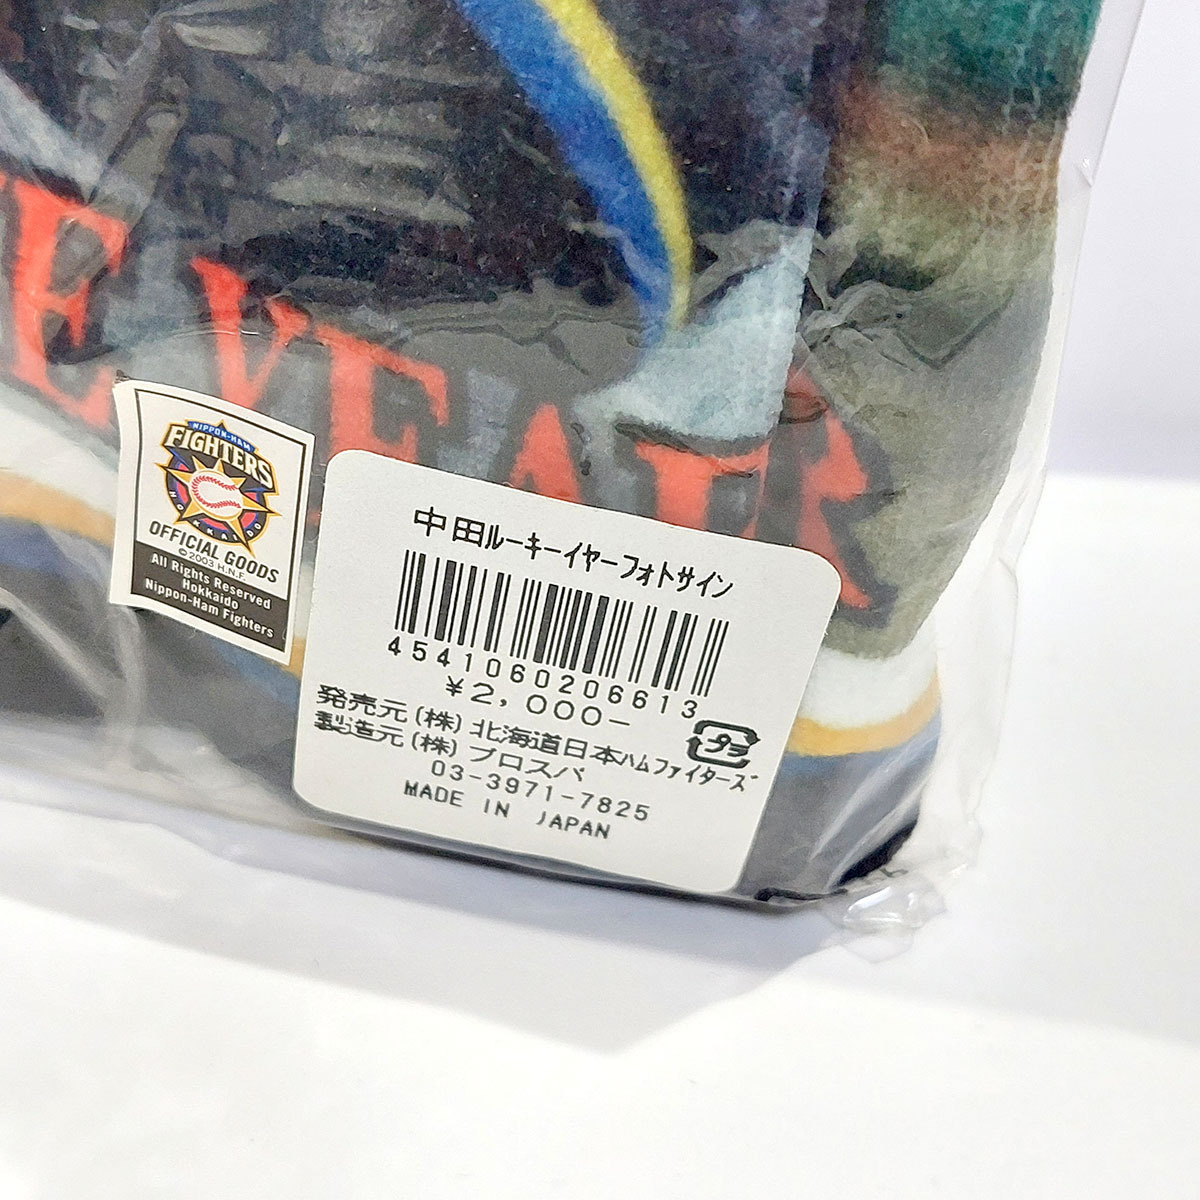 E YEAR
NIPPON-HAM
FIGHTERS
HOKKAIDO
OFFICIAL GOODS
©2003 H.N.F.
All Rights Reserved
Hokkaido
Nippon-Ham Fighters
中田ルーキーイヤーフォトサイン
4541060206613
¥2,000-
発売元(株)北海道日本ハムファイターズ
プラ
製造元(株)プロスパ
03-3971-7825
MADE IN JAPAN